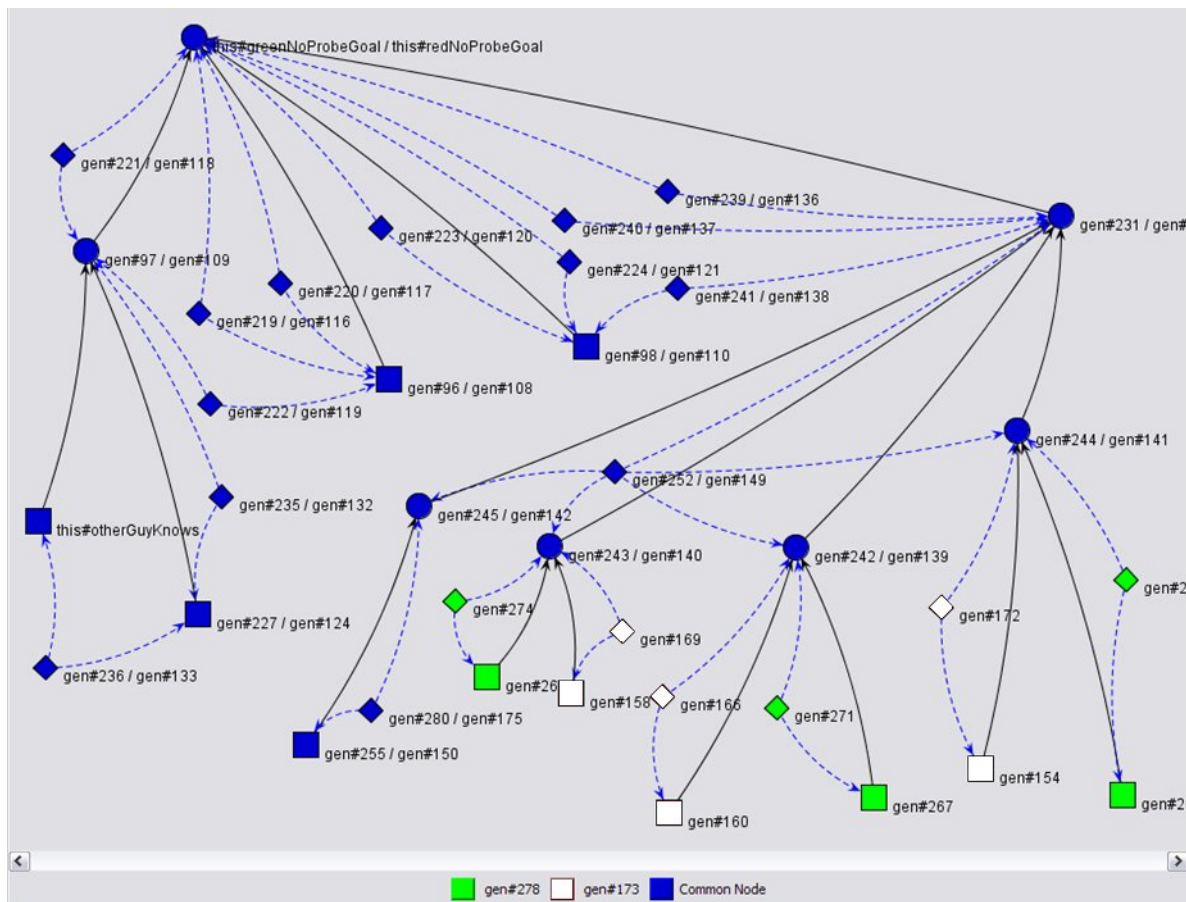 this#greenNoProbeGoal / this#redNoProbeGoal
gen#221 / gen#118
gen#239 / gen#136
gen#231 / gen#
gen#240 / gen#137
gen#223 / gen#120
gen#97 / gen#109
gen#224 / gen#121
gen#220 / gen#117
gen#241 / gen#138
gen#219 / gen#116
gen#98 / gen#110
gen#96 / gen#108
gen#222 / gen#119
gen#244 / gen#141
gen#252 / gen#149
gen#235 / gen#132
gen#245 / gen#142
this#otherGuyKnows
gen#243 / gen#140
gen#242 / gen#139
gen#274
gen#172
gen#227 / gen#124
gen#169
gen#236 / gen#133
gen#26
gen#158
gen#166
gen#271
gen#280 / gen#175
gen#255 / gen#150
gen#154
gen#267
gen#160
gen#278
gen#173
Common Node